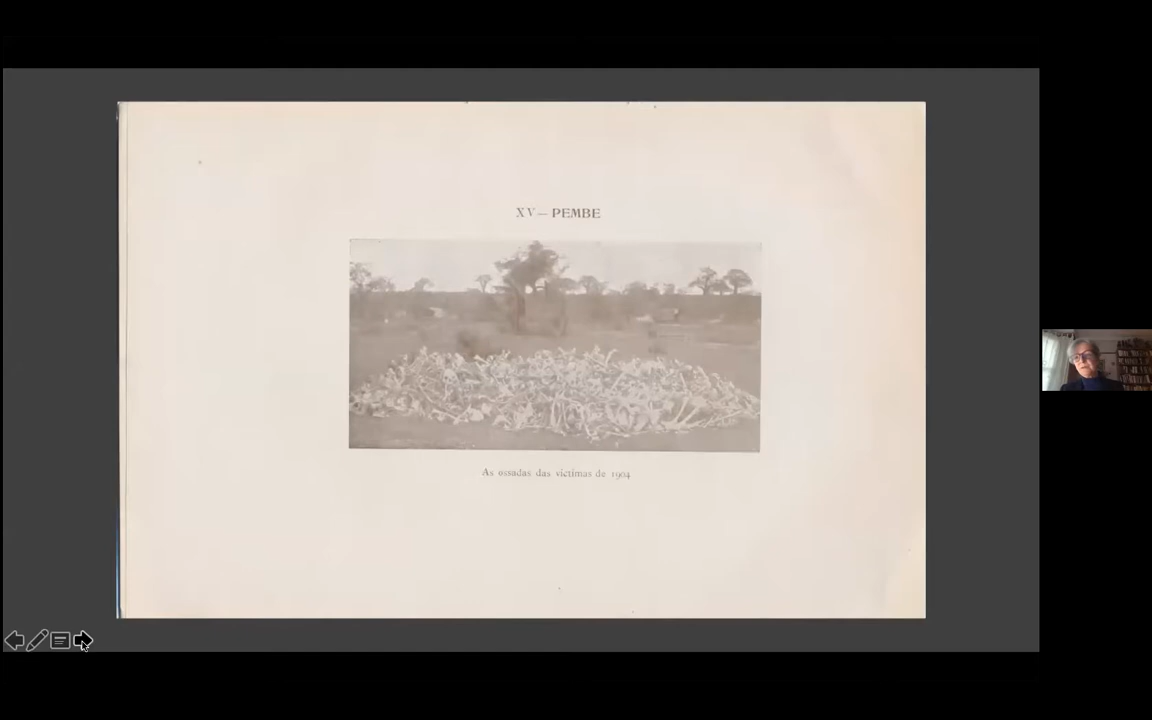 XV — PEMBE
As ossadas das victimas de 1904